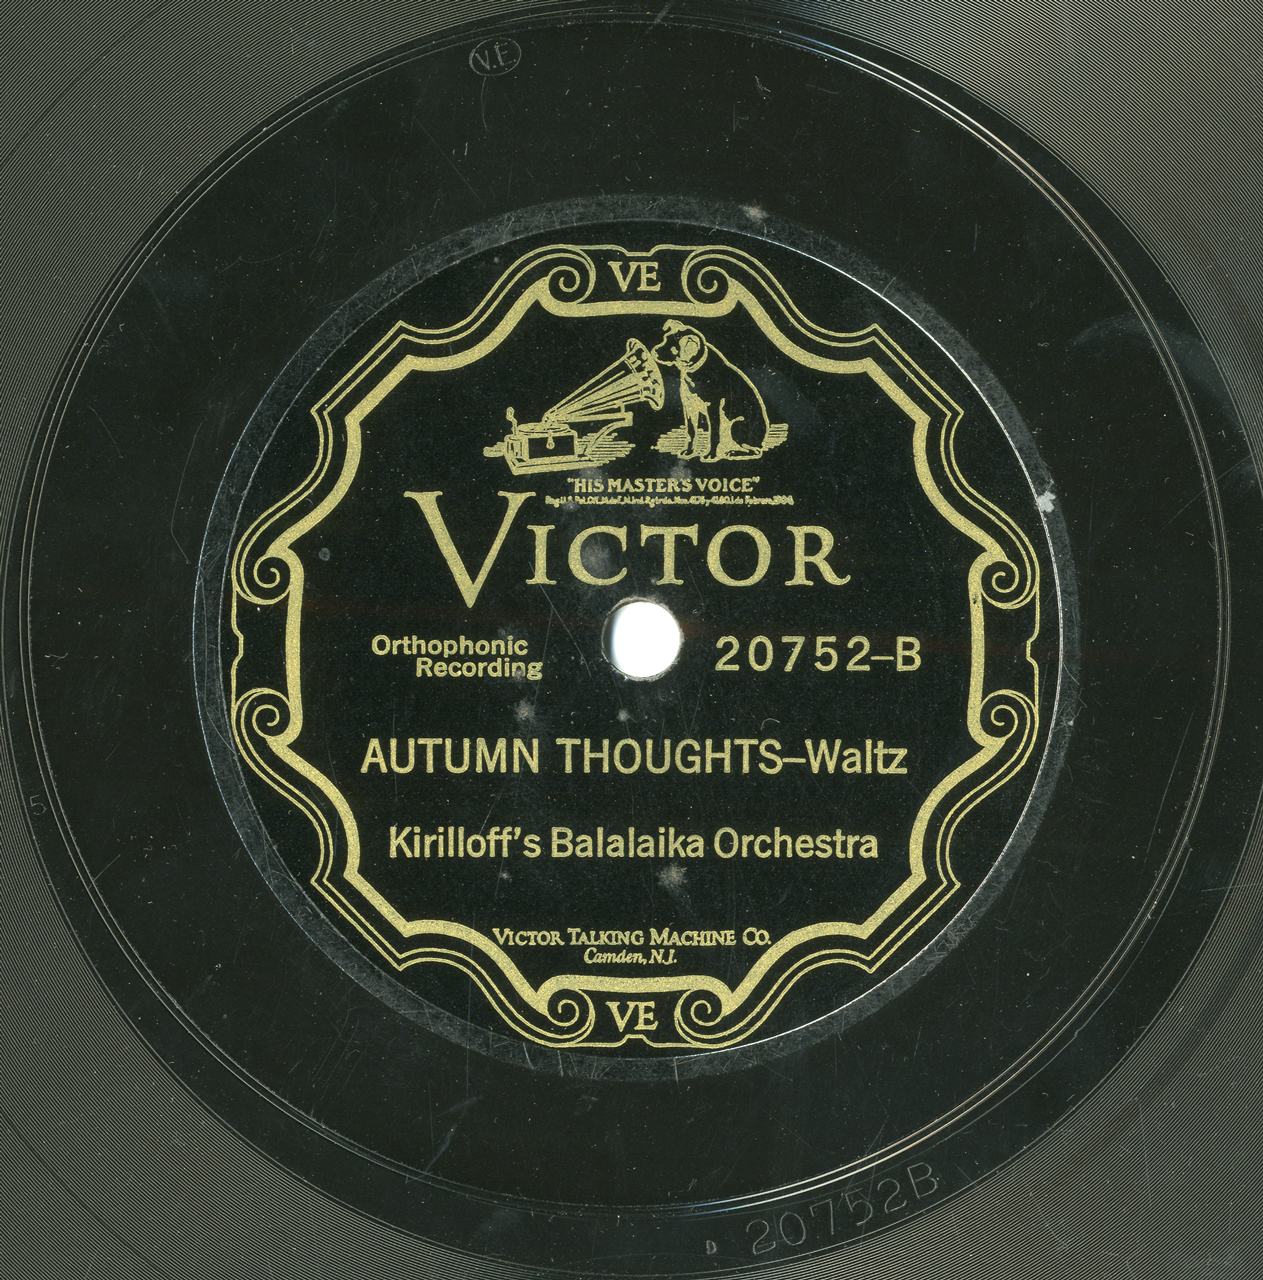 V.E
VE
"HIS MASTER'S VOICE"
VICTOR
Orthophonic
Recording
20752-B
AUTUMN THOUGHTS-Waltz
Kirilloff's Balalaika Orchestra
VICTOR TALKING MACHINE CO.
Camden, N.J.
VE
5
D 20752B